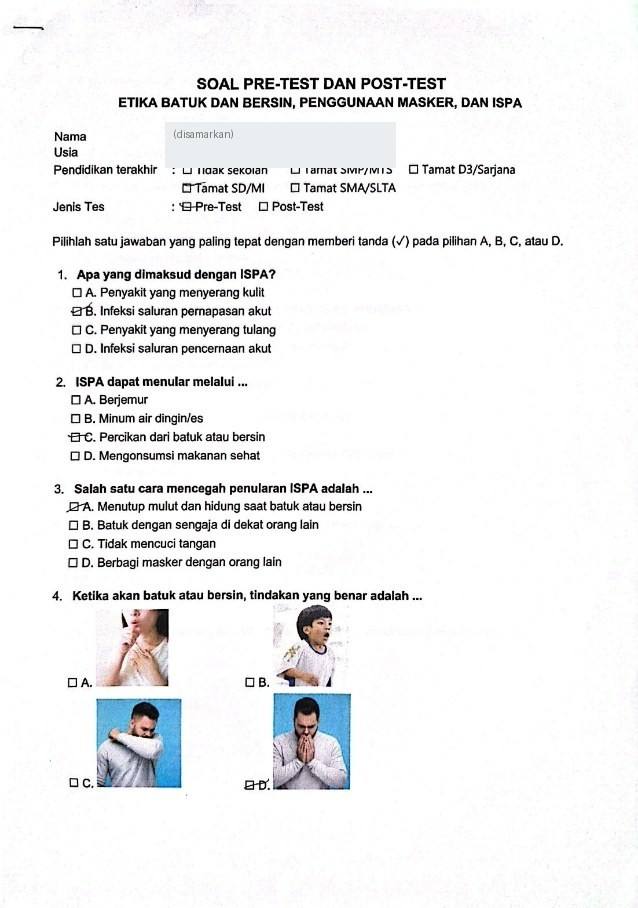 SOAL PRE-TEST DAN POST-TEST
ETIKA BATUK DAN BERSIN, PENGGUNAAN MASKER, DAN ISPA
Nama (disamarkan)
Usia
Pendidikan terakhir : ☐ Tidak sekolah ☐ Tamat SMP/MTS ☐ Tamat D3/Sarjana
☑ Tamat SD/MI ☐ Tamat SMA/SLTA
Jenis Tes : ☑ Pre-Test ☐ Post-Test
Pilihlah satu jawaban yang paling tepat dengan memberi tanda (✓) pada pilihan A, B, C, atau D.
1. Apa yang dimaksud dengan ISPA?
☐ A. Penyakit yang menyerang kulit
☑ B. Infeksi saluran pernapasan akut
☐ C. Penyakit yang menyerang tulang
☐ D. Infeksi saluran pencernaan akut
2. ISPA dapat menular melalui ...
☐ A. Berjemur
☐ B. Minum air dingin/es
☑ C. Percikan dari batuk atau bersin
☐ D. Mengonsumsi makanan sehat
3. Salah satu cara mencegah penularan ISPA adalah ...
☑ A. Menutup mulut dan hidung saat batuk atau bersin
☐ B. Batuk dengan sengaja di dekat orang lain
☐ C. Tidak mencuci tangan
☐ D. Berbagi masker dengan orang lain
4. Ketika akan batuk atau bersin, tindakan yang benar adalah ...
☐ A. ☐ B.
☐ C. ☑ D.